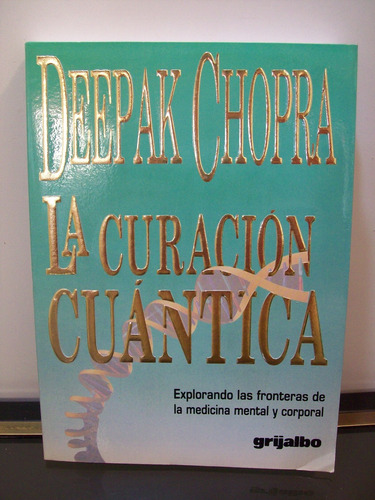 DEEPAK CHOPRA
LA CURACIÓN
CUÁNTICA
Explorando las fronteras de
la medicina mental y corporal
grijalbo